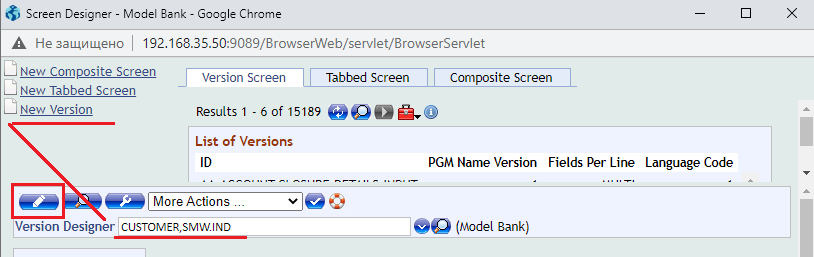 Screen Designer - Model Bank - Google Chrome
Не защищено 192.168.35.50:9089/BrowserWeb/servlet/BrowserServlet
New Composite Screen
New Tabbed Screen
New Version
Version Screen Tabbed Screen Composite Screen
Results 1 - 6 of 15189
List of Versions
ID PGM Name Version Fields Per Line Language Code
More Actions ...
Version Designer CUSTOMER,SMW.IND (Model Bank)